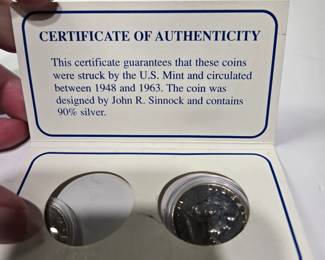 CERTIFICATE OF AUTHENTICITY
This certificate guarantees that these coins
were struck by the U.S. Mint and circulated
between 1948 and 1963. The coin was
designed by John R. Sinnock and contains
90% silver.